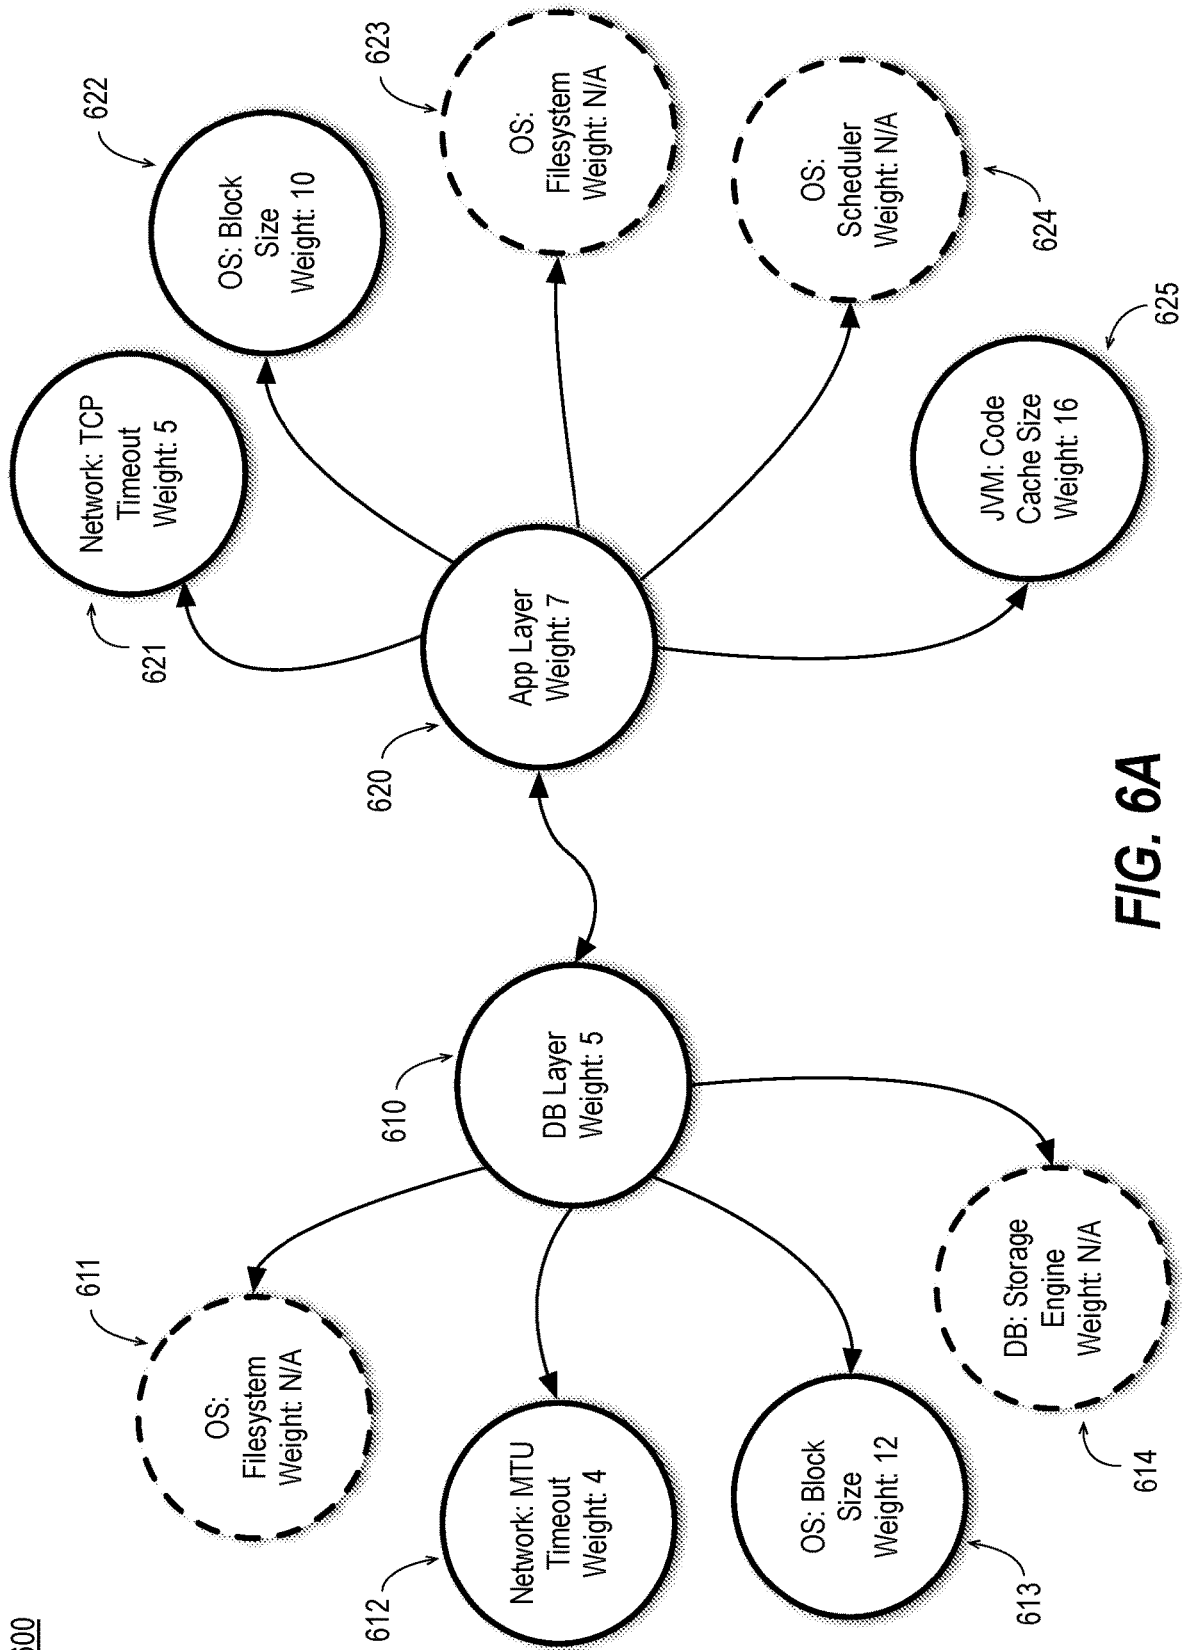 600
611
OS:
Filesystem
Weight: N/A
612
Network: MTU
Timeout
Weight: 4
613
OS: Block
Size
Weight: 12
614
DB: Storage
Engine
Weight: N/A
610
DB Layer
Weight: 5
620
App Layer
Weight: 7
621
Network: TCP
Timeout
Weight: 5
622
OS: Block
Size
Weight: 10
623
OS:
Filesystem
Weight: N/A
624
OS:
Scheduler
Weight: N/A
625
JVM: Code
Cache Size
Weight: 16
FIG. 6A